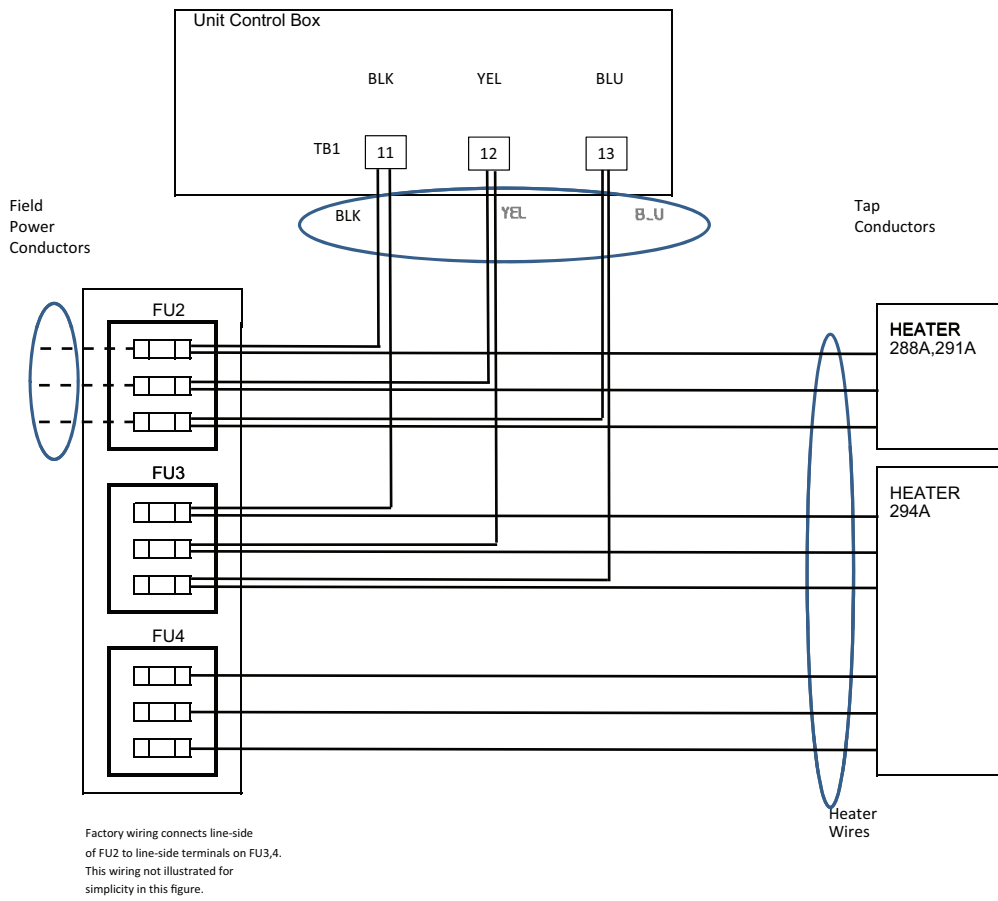 Unit Control Box
BLK YEL BLU
TB1 11 12 13
BLK YEL
Field
Power
Conductors
Tap
Conductors
FU2
HEATER
288A,291A
FU3
HEATER
294A
FU4
Heater
Wires
Factory wiring connects line-side
of FU2 to line-side terminals on FU3,4.
This wiring not illustrated for
simplicity in this figure.